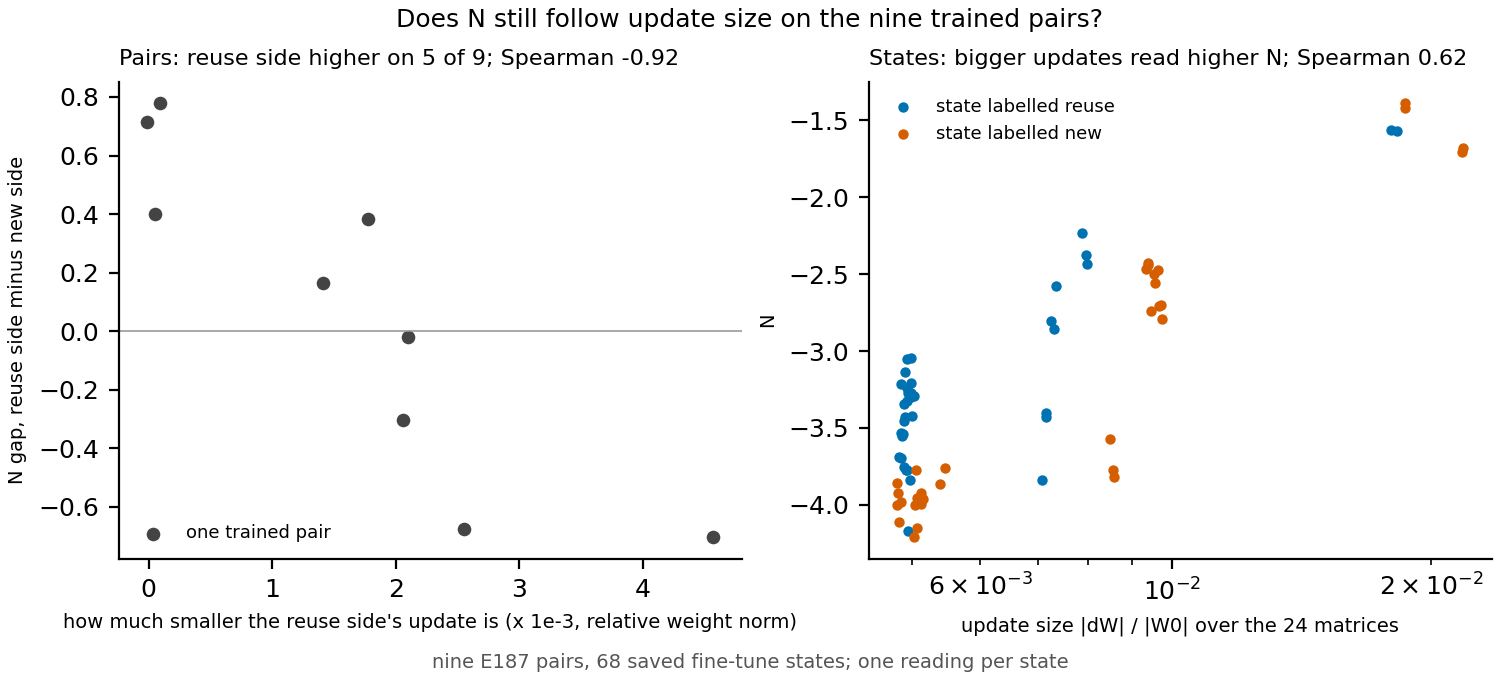 Does N still follow update size on the nine trained pairs?
Pairs: reuse side higher on 5 of 9; Spearman -0.92
N gap, reuse side minus new side
0.8
0.6
0.4
0.2
0.0
−0.2
−0.4
−0.6
one trained pair
0
1
2
3
4
how much smaller the reuse side's update is (x 1e-3, relative weight norm)
States: bigger updates read higher N; Spearman 0.62
state labelled reuse
state labelled new
N
−1.5
−2.0
−2.5
−3.0
−3.5
−4.0
6 × 10⁻³
10⁻²
2 × 10⁻²
update size |dW| / |W0| over the 24 matrices
nine E187 pairs, 68 saved fine-tune states; one reading per state